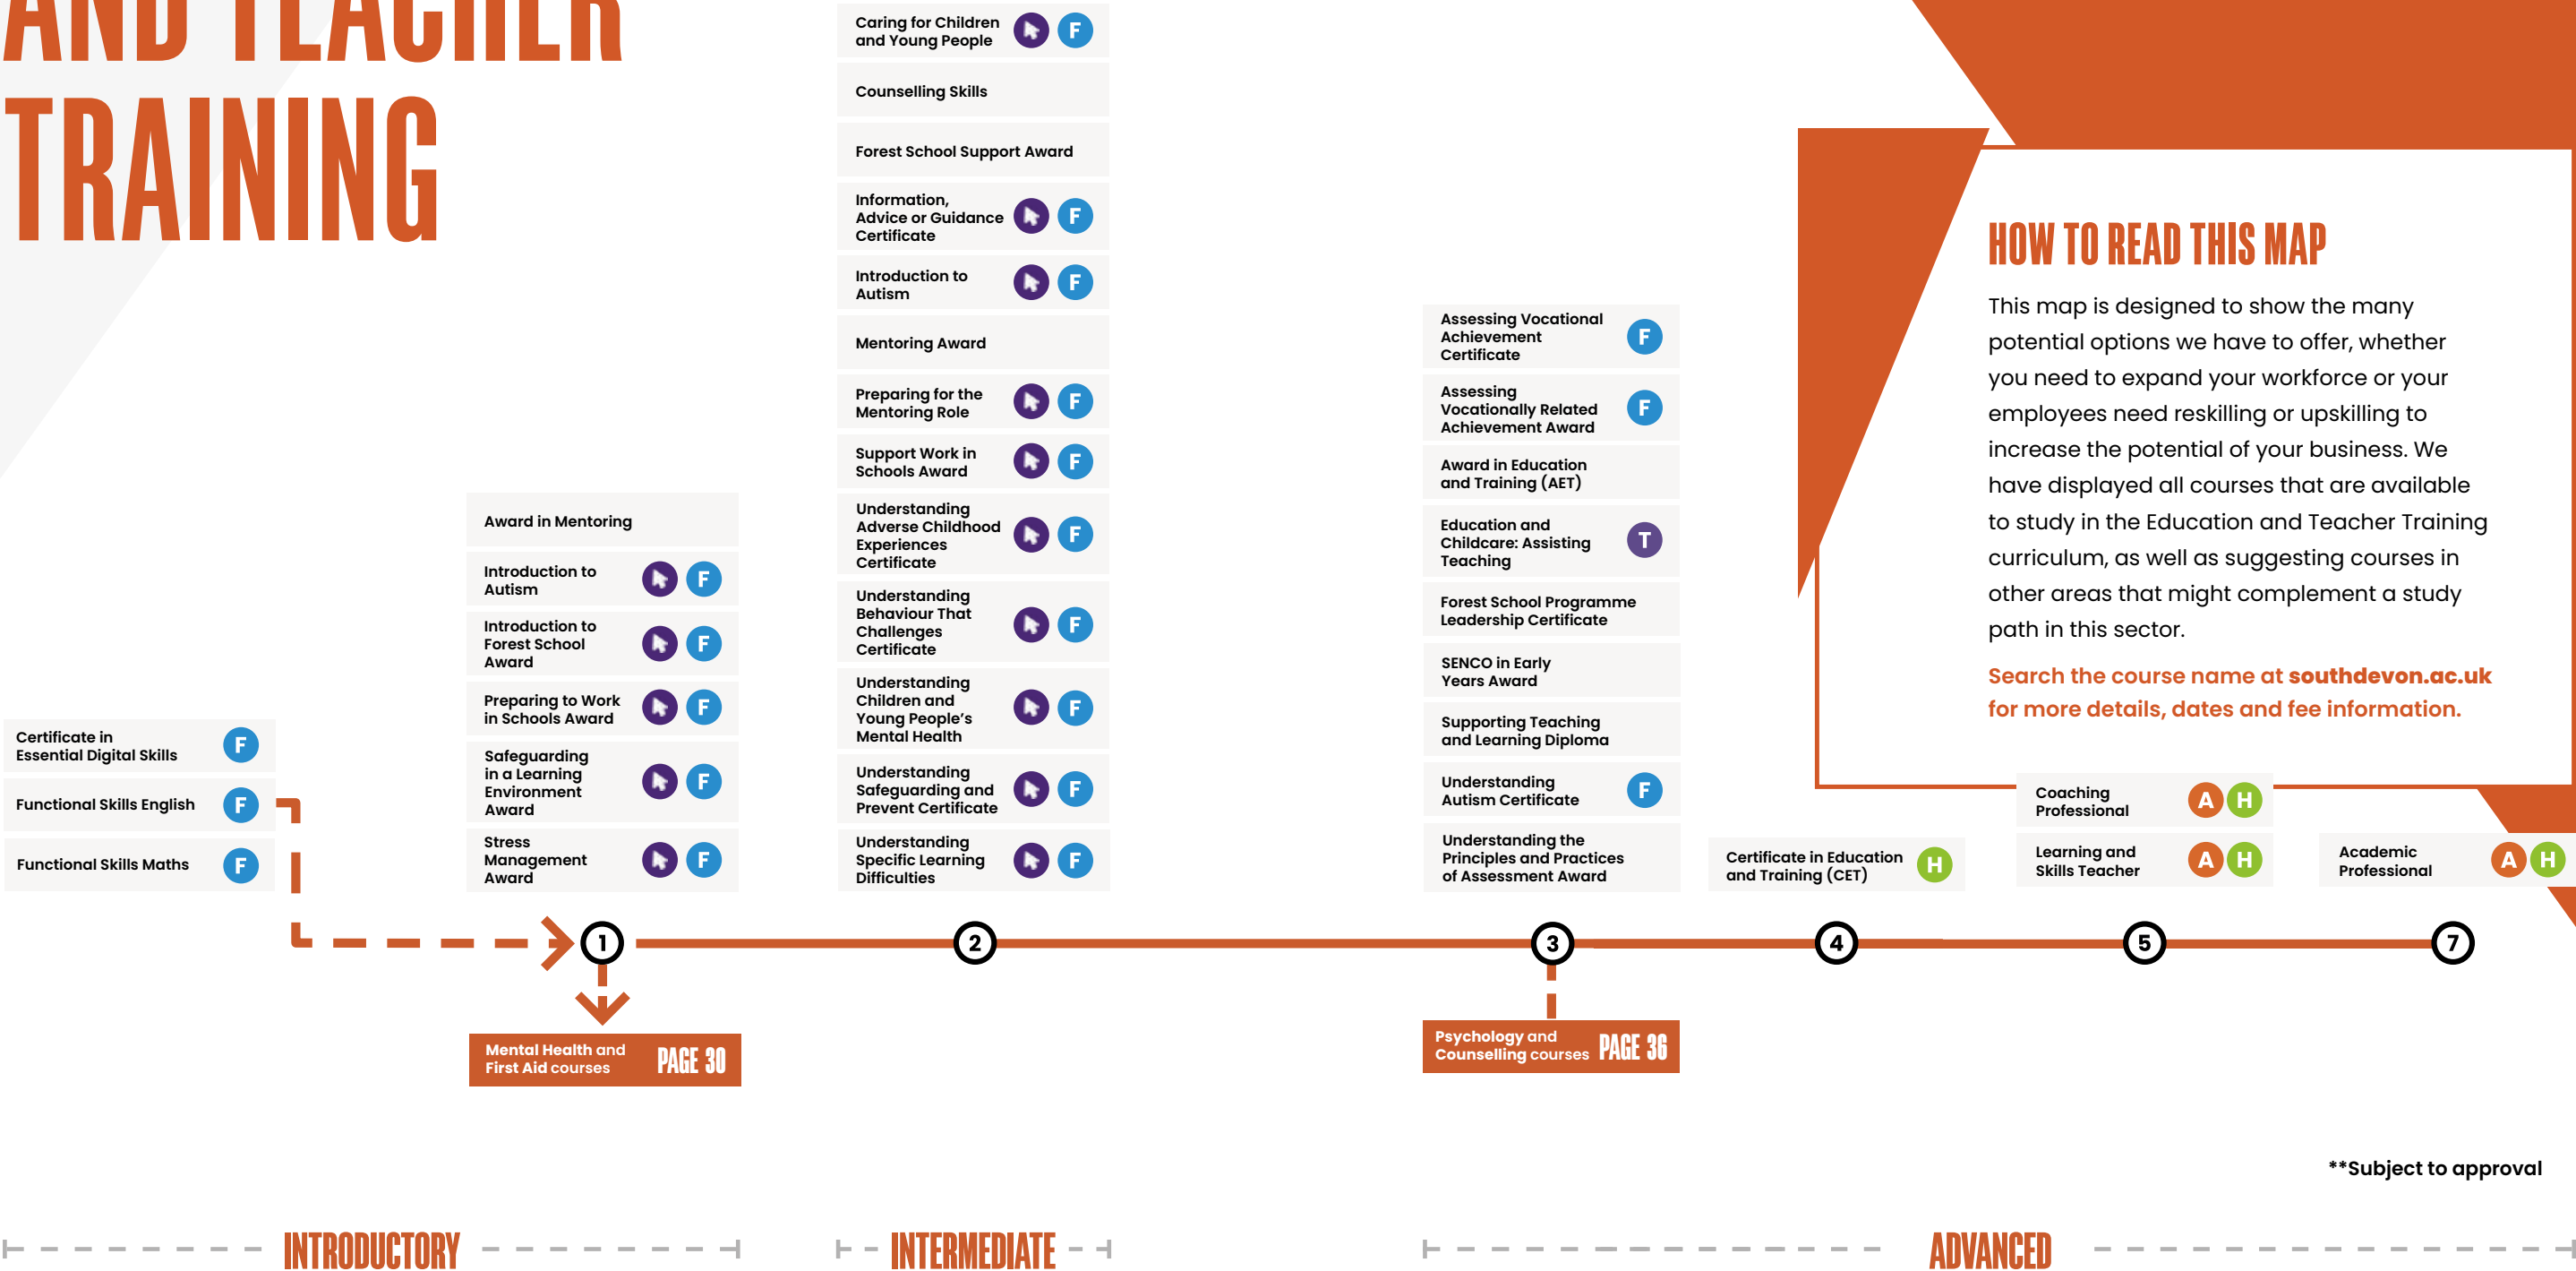 AND TEACHER
TRAINING
Certificate in
Essential Digital Skills
F
Functional Skills English
F
Functional Skills Maths
F
Award in Mentoring
Introduction to
Autism
F
Introduction to
Forest School
Award
F
Preparing to Work
in Schools Award
F
Safeguarding
in a Learning
Environment
Award
F
Stress
Management
Award
F
Caring for Children
and Young People
F
Counselling Skills
Forest School Support Award
Information,
Advice or Guidance
Certificate
F
Introduction to
Autism
F
Mentoring Award
Preparing for the
Mentoring Role
F
Support Work in
Schools Award
F
Understanding
Adverse Childhood
Experiences
Certificate
F
Understanding
Behaviour That
Challenges
Certificate
F
Understanding
Children and
Young People's
Mental Health
F
Understanding
Safeguarding and
Prevent Certificate
F
Understanding
Specific Learning
Difficulties
F
Assessing Vocational
Achievement
Certificate
F
Assessing
Vocationally Related
Achievement Award
F
Award in Education
and Training (AET)
Education and
Childcare: Assisting
Teaching
T
Forest School Programme
Leadership Certificate
SENCO in Early
Years Award
Supporting Teaching
and Learning Diploma
Understanding
Autism Certificate
F
Understanding the
Principles and Practices
of Assessment Award
Certificate in Education
and Training (CET)
H
Coaching
Professional
A H
Learning and
Skills Teacher
A H
Academic
Professional
A H
HOW TO READ THIS MAP
This map is designed to show the many
potential options we have to offer, whether
you need to expand your workforce or your
employees need reskilling or upskilling to
increase the potential of your business. We
have displayed all courses that are available
to study in the Education and Teacher Training
curriculum, as well as suggesting courses in
other areas that might complement a study
path in this sector.
Search the course name at southdevon.ac.uk
for more details, dates and fee information.
1
2
3
4
5
7
Mental Health and
First Aid courses
PAGE 30
Psychology and
Counselling courses
PAGE 36
**Subject to approval
INTRODUCTORY
INTERMEDIATE
ADVANCED